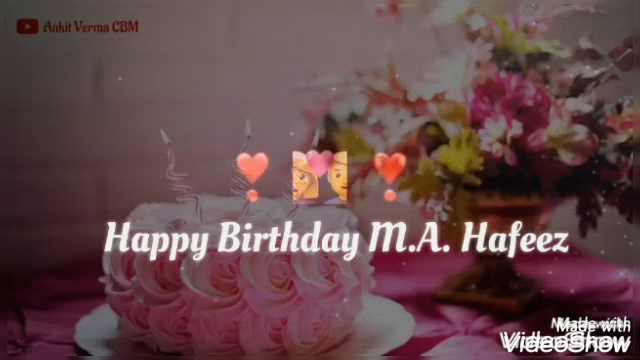 Ankit Verma CBM
Happy Birthday M.A. Hafeez
Made with
VideoShow